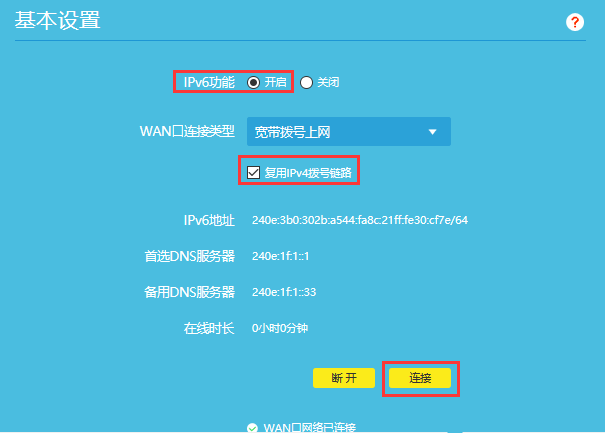 基本设置
?
IPv6功能 开启 关闭
WAN口连接类型 宽带拨号上网
复用IPv4拨号链路
IPv6地址 240e:3b0:302b:a544:fa8c:21ff:fe30:cf7e/64
首选DNS服务器 240e:1f:1::1
备用DNS服务器 240e:1f:1::33
在线时长 0小时0分钟
断开 连接
WAN口网络已连接